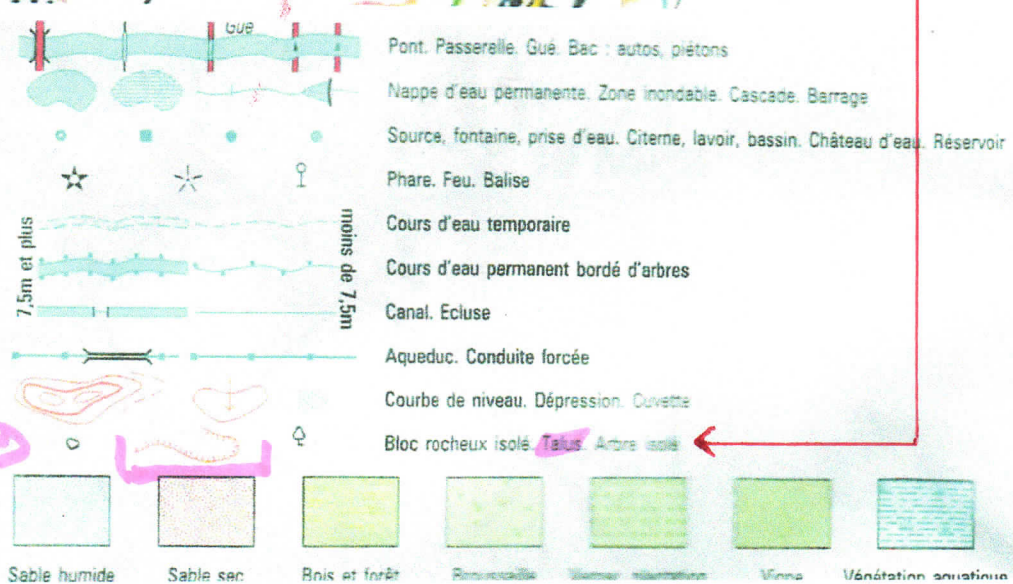 Gué
Pont. Passerelle. Gué. Bac : autos, piétons
Nappe d'eau permanente. Zone inondable. Cascade. Barrage
Source, fontaine, prise d'eau. Citerne, lavoir, bassin. Château d'eau. Réservoir
Phare. Feu. Balise
7,5m et plus
moins de 7,5m
Cours d'eau temporaire
Cours d'eau permanent bordé d'arbres
Canal. Ecluse
Aqueduc. Conduite forcée
Courbe de niveau. Dépression. Cuvette
Bloc rocheux isolé. Talus. Arbre isolé
Sable humide
Sable sec
Bois et forêt
Broussaille
Verger, plantation
Vigne
Végétation aquatique